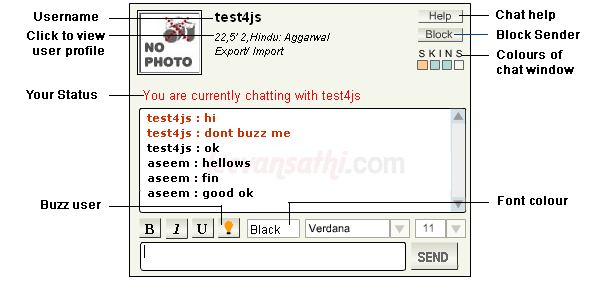 Username
test4js
Help
Chat help
Click to view
user profile
NO
PHOTO
22,5' 2,Hindu: Aggarwal
Export/ Import
Block
Block Sender
SKINS
Colours of
chat window
Your Status
You are currently chatting with test4js
test4js : hi
test4js : dont buzz me
test4js : ok
aseem : hellows
aseem : fin
aseem : good ok
jeevansathi.com
Buzz user
Font colour
B I U Black Verdana 11
SEND